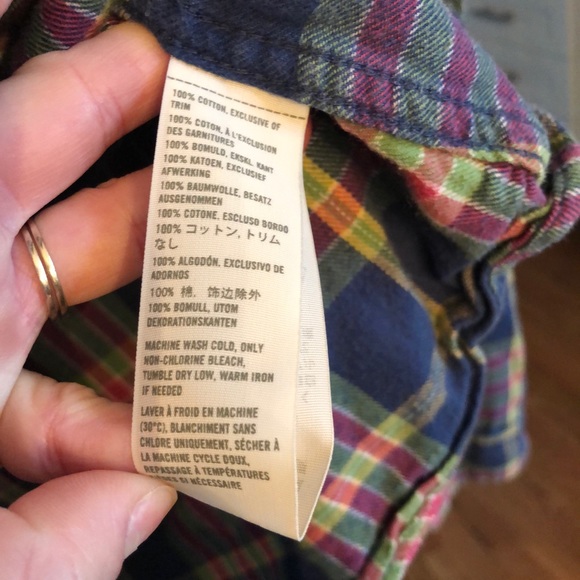 100% COTTON, EXCLUSIVE OF
TRIM
100% COTON, À L'EXCLUSION
DES GARNITURES
100% BOMULD, EKSKL. KANT
100% KATOEN, EXCLUSIEF
AFWERKING
100% BAUMWOLLE, BESATZ
AUSGENOMMEN
100% COTONE, ESCLUSO BORDO
100% コットン, トリム
なし
100% ALGODÓN, EXCLUSIVO DE
ADORNOS
100% 棉, 饰边除外
100% BOMULL, UTOM
DEKORATIONSKANTEN
MACHINE WASH COLD, ONLY
NON-CHLORINE BLEACH,
TUMBLE DRY LOW, WARM IRON
IF NEEDED
LAVER À FROID EN MACHINE
(30°C), BLANCHIMENT SANS
CHLORE UNIQUEMENT, SÉCHER À
LA MACHINE CYCLE DOUX,
REPASSAGE À TEMPÉRATURES
SI NÉCESSAIRE